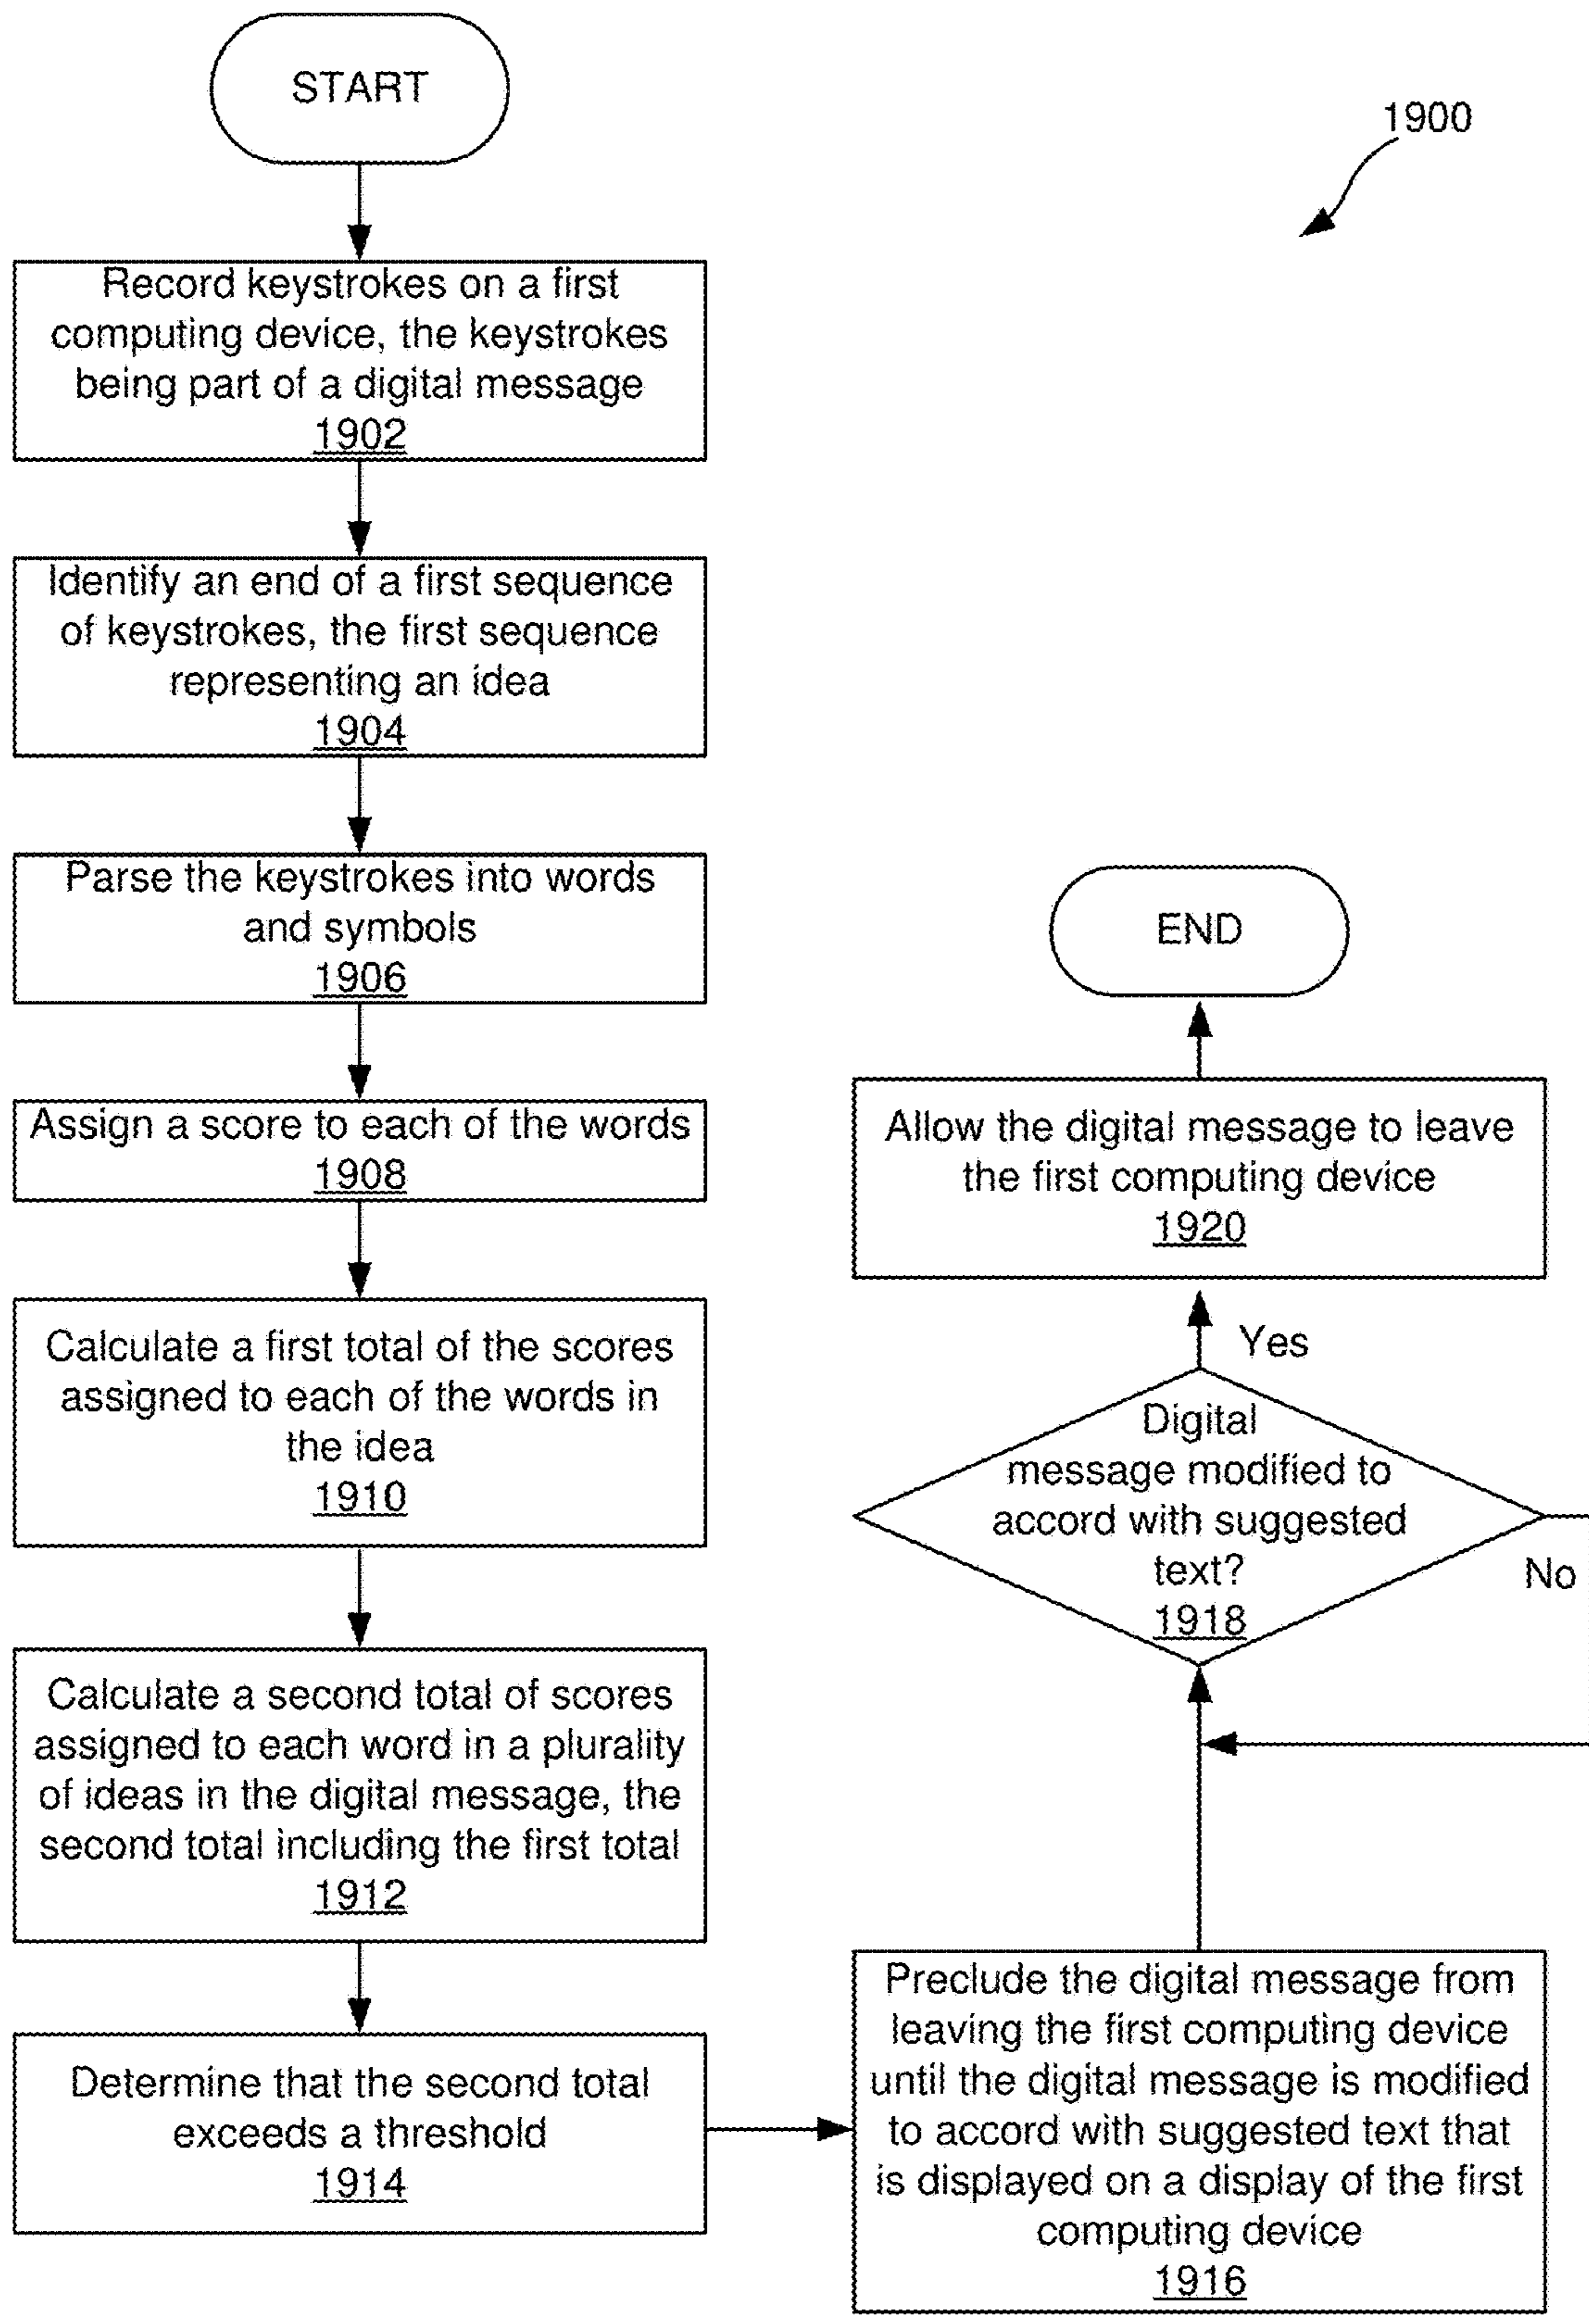 START
1900
Record keystrokes on a first
computing device, the keystrokes
being part of a digital message
1902
Identify an end of a first sequence
of keystrokes, the first sequence
representing an idea
1904
Parse the keystrokes into words
and symbols
1906
Assign a score to each of the words
1908
Calculate a first total of the scores
assigned to each of the words in
the idea
1910
Calculate a second total of scores
assigned to each word in a plurality
of ideas in the digital message, the
second total including the first total
1912
Determine that the second total
exceeds a threshold
1914
Preclude the digital message from
leaving the first computing device
until the digital message is modified
to accord with suggested text that
is displayed on a display of the first
computing device
1916
Digital
message modified to
accord with suggested
text?
1918
No
Yes
Allow the digital message to leave
the first computing device
1920
END